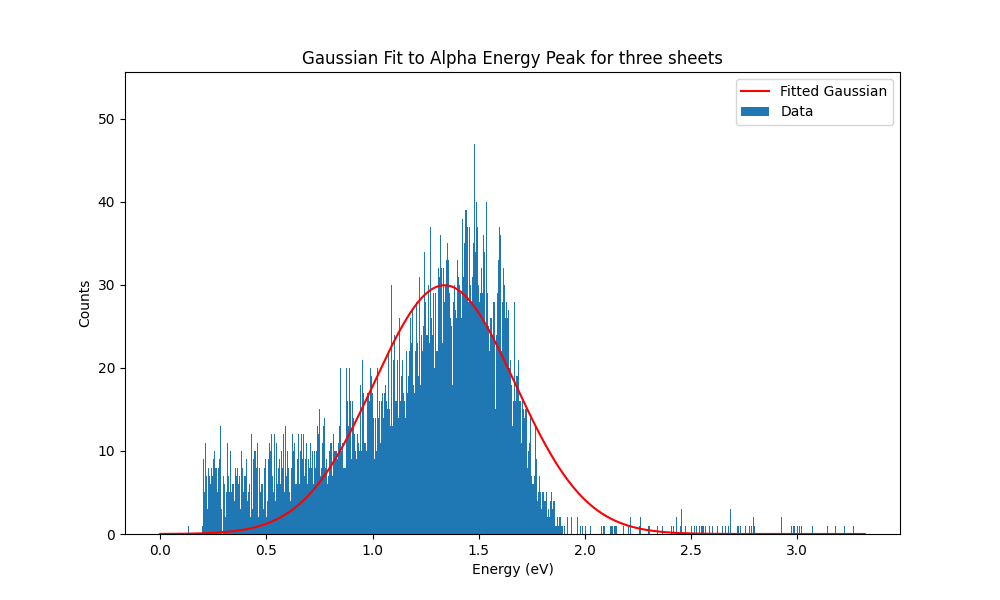 Gaussian Fit to Alpha Energy Peak for three sheets
Fitted Gaussian
Data
50
40
30
20
10
0
Counts
0.0 0.5 1.0 1.5 2.0 2.5 3.0
Energy (eV)